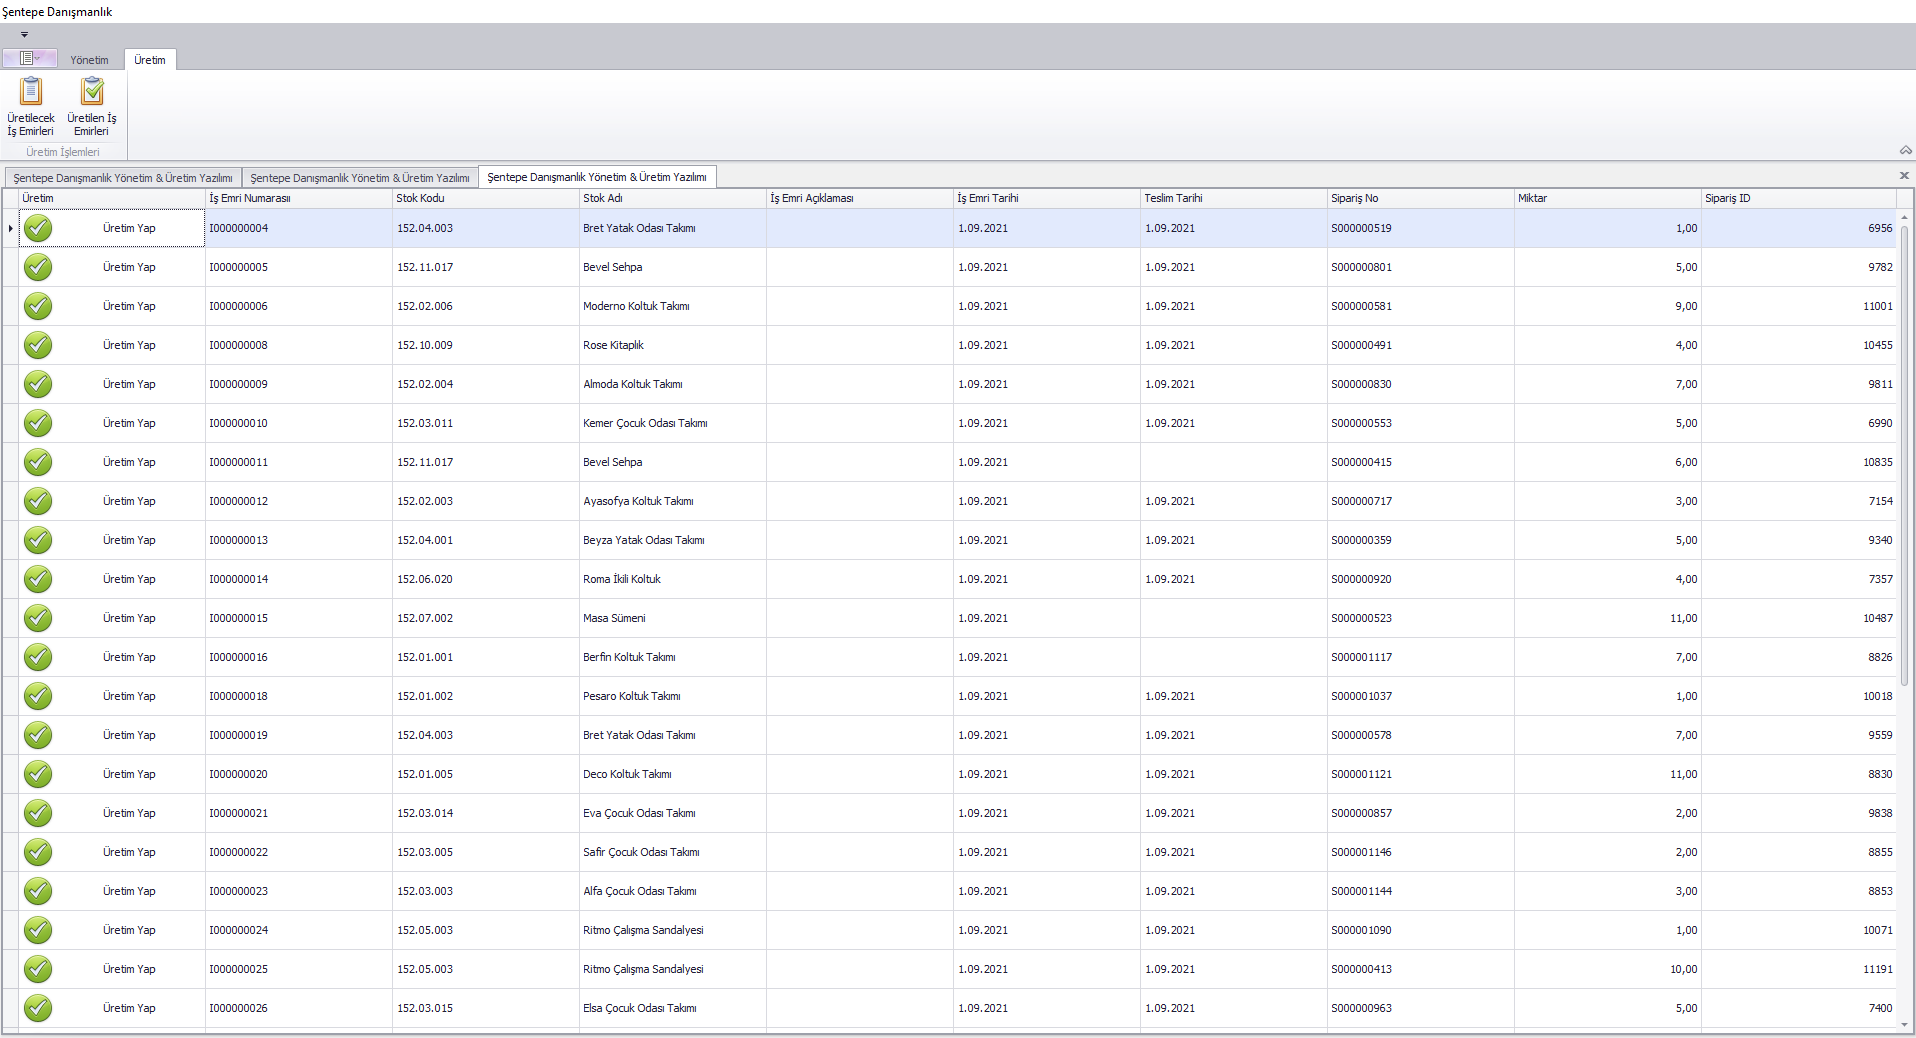 Şentepe Danışmanlık
Yönetim Üretim
Üretilecek İş Emirleri
Üretilen İş Emirleri
Üretim İşlemleri
Şentepe Danışmanlık Yönetim & Üretim Yazılımı Şentepe Danışmanlık Yönetim & Üretim Yazılımı Şentepe Danışmanlık Yönetim & Üretim Yazılımı
Üretim İş Emri Numarasıı Stok Kodu Stok Adı İş Emri Açıklaması İş Emri Tarihi Teslim Tarihi Sipariş No Miktar Sipariş ID
Üretim Yap I000000004 152.04.003 Bret Yatak Odası Takımı 1.09.2021 1.09.2021 S000000519 1,00 6956
Üretim Yap I000000005 152.11.017 Bevel Sehpa 1.09.2021 1.09.2021 S000000801 5,00 9782
Üretim Yap I000000006 152.02.006 Moderno Koltuk Takımı 1.09.2021 1.09.2021 S000000581 9,00 11001
Üretim Yap I000000008 152.10.009 Rose Kitaplık 1.09.2021 1.09.2021 S000000491 4,00 10455
Üretim Yap I000000009 152.02.004 Almoda Koltuk Takımı 1.09.2021 1.09.2021 S000000830 7,00 9811
Üretim Yap I000000010 152.03.011 Kemer Çocuk Odası Takımı 1.09.2021 1.09.2021 S000000553 5,00 6990
Üretim Yap I000000011 152.11.017 Bevel Sehpa 1.09.2021 S000000415 6,00 10835
Üretim Yap I000000012 152.02.003 Ayasofya Koltuk Takımı 1.09.2021 1.09.2021 S000000717 3,00 7154
Üretim Yap I000000013 152.04.001 Beyza Yatak Odası Takımı 1.09.2021 1.09.2021 S000000359 5,00 9340
Üretim Yap I000000014 152.06.020 Roma İkili Koltuk 1.09.2021 1.09.2021 S000000920 4,00 7357
Üretim Yap I000000015 152.07.002 Masa Sümeni 1.09.2021 S000000523 11,00 10487
Üretim Yap I000000016 152.01.001 Berfin Koltuk Takımı 1.09.2021 S000001117 7,00 8826
Üretim Yap I000000018 152.01.002 Pesaro Koltuk Takımı 1.09.2021 1.09.2021 S000001037 1,00 10018
Üretim Yap I000000019 152.04.003 Bret Yatak Odası Takımı 1.09.2021 1.09.2021 S000000578 7,00 9559
Üretim Yap I000000020 152.01.005 Deco Koltuk Takımı 1.09.2021 1.09.2021 S000001121 11,00 8830
Üretim Yap I000000021 152.03.014 Eva Çocuk Odası Takımı 1.09.2021 1.09.2021 S000000857 2,00 9838
Üretim Yap I000000022 152.03.005 Safir Çocuk Odası Takımı 1.09.2021 1.09.2021 S000001146 2,00 8855
Üretim Yap I000000023 152.03.003 Alfa Çocuk Odası Takımı 1.09.2021 1.09.2021 S000001144 3,00 8853
Üretim Yap I000000024 152.05.003 Ritmo Çalışma Sandalyesi 1.09.2021 1.09.2021 S000001090 1,00 10071
Üretim Yap I000000025 152.05.003 Ritmo Çalışma Sandalyesi 1.09.2021 1.09.2021 S000000413 10,00 11191
Üretim Yap I000000026 152.03.015 Elsa Çocuk Odası Takımı 1.09.2021 1.09.2021 S000000963 5,00 7400